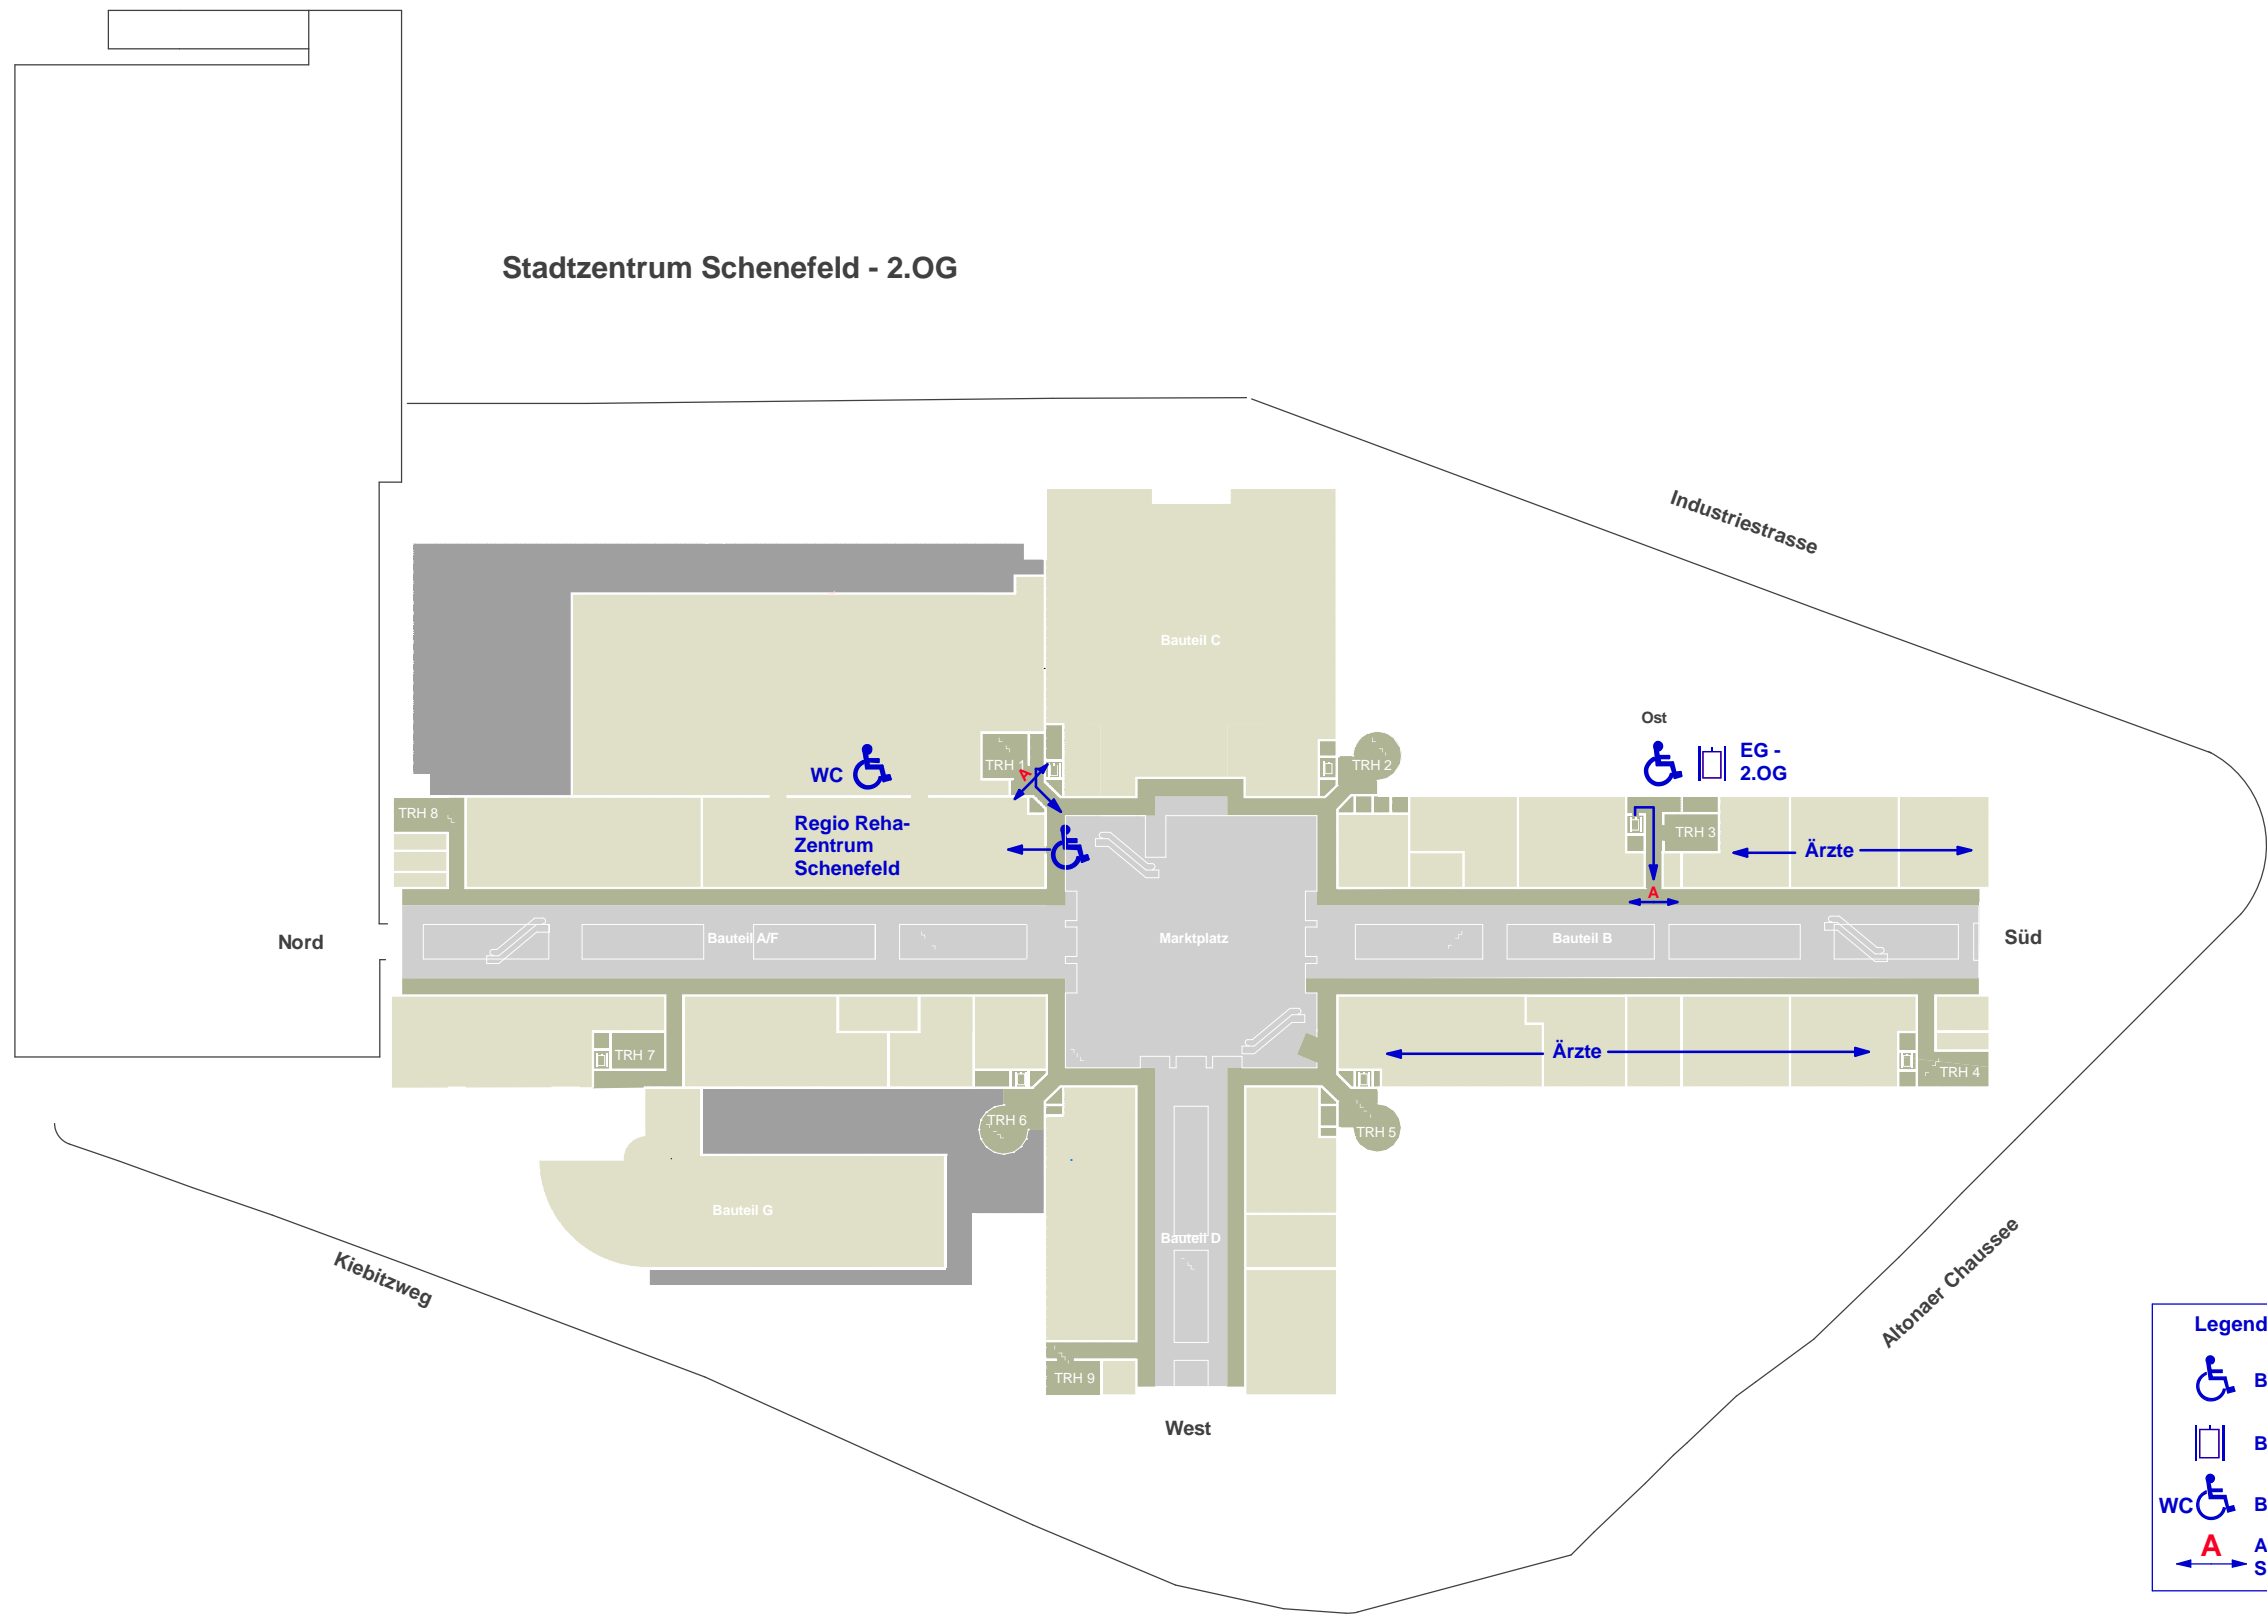 Stadtzentrum Schenefeld - 2.OG
Industriestrasse
Bauteil C
Ost
EG -
2.OG
TRH 1
A
TRH 2
WC
TRH 8
Regio Reha-
Zentrum
Schenefeld
TRH 3
Ärzte
A
Nord
Bauteil A/F
Marktplatz
Bauteil B
Süd
TRH 7
Ärzte
TRH 4
TRH 6
TRH 5
Bauteil G
Bauteil D
Kiebitzweg
Altonaer Chaussee
TRH 9
West
Legend
B
B
WC
B
A
A
S